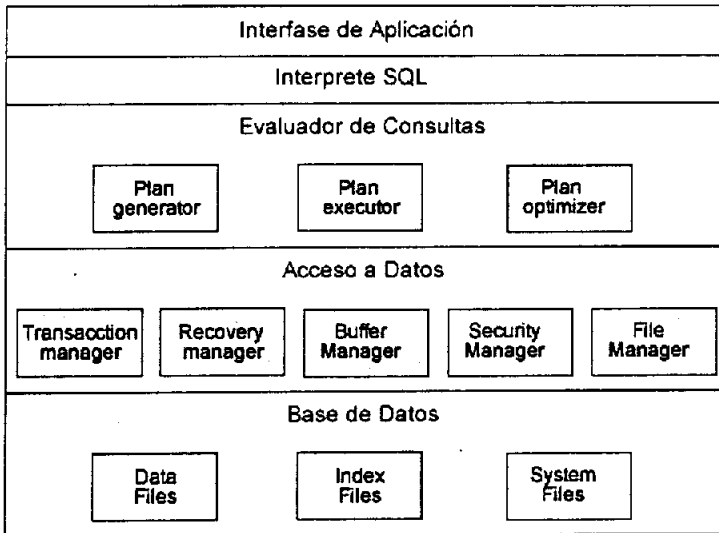 Interfase de Aplicación
Interprete SQL
Evaluador de Consultas
Plan
generator
Plan
executor
Plan
optimizer
Acceso a Datos
Transacction
manager
Recovery
manager
Buffer
Manager
Security
Manager
File
Manager
Base de Datos
Data
Files
Index
Files
System
Files